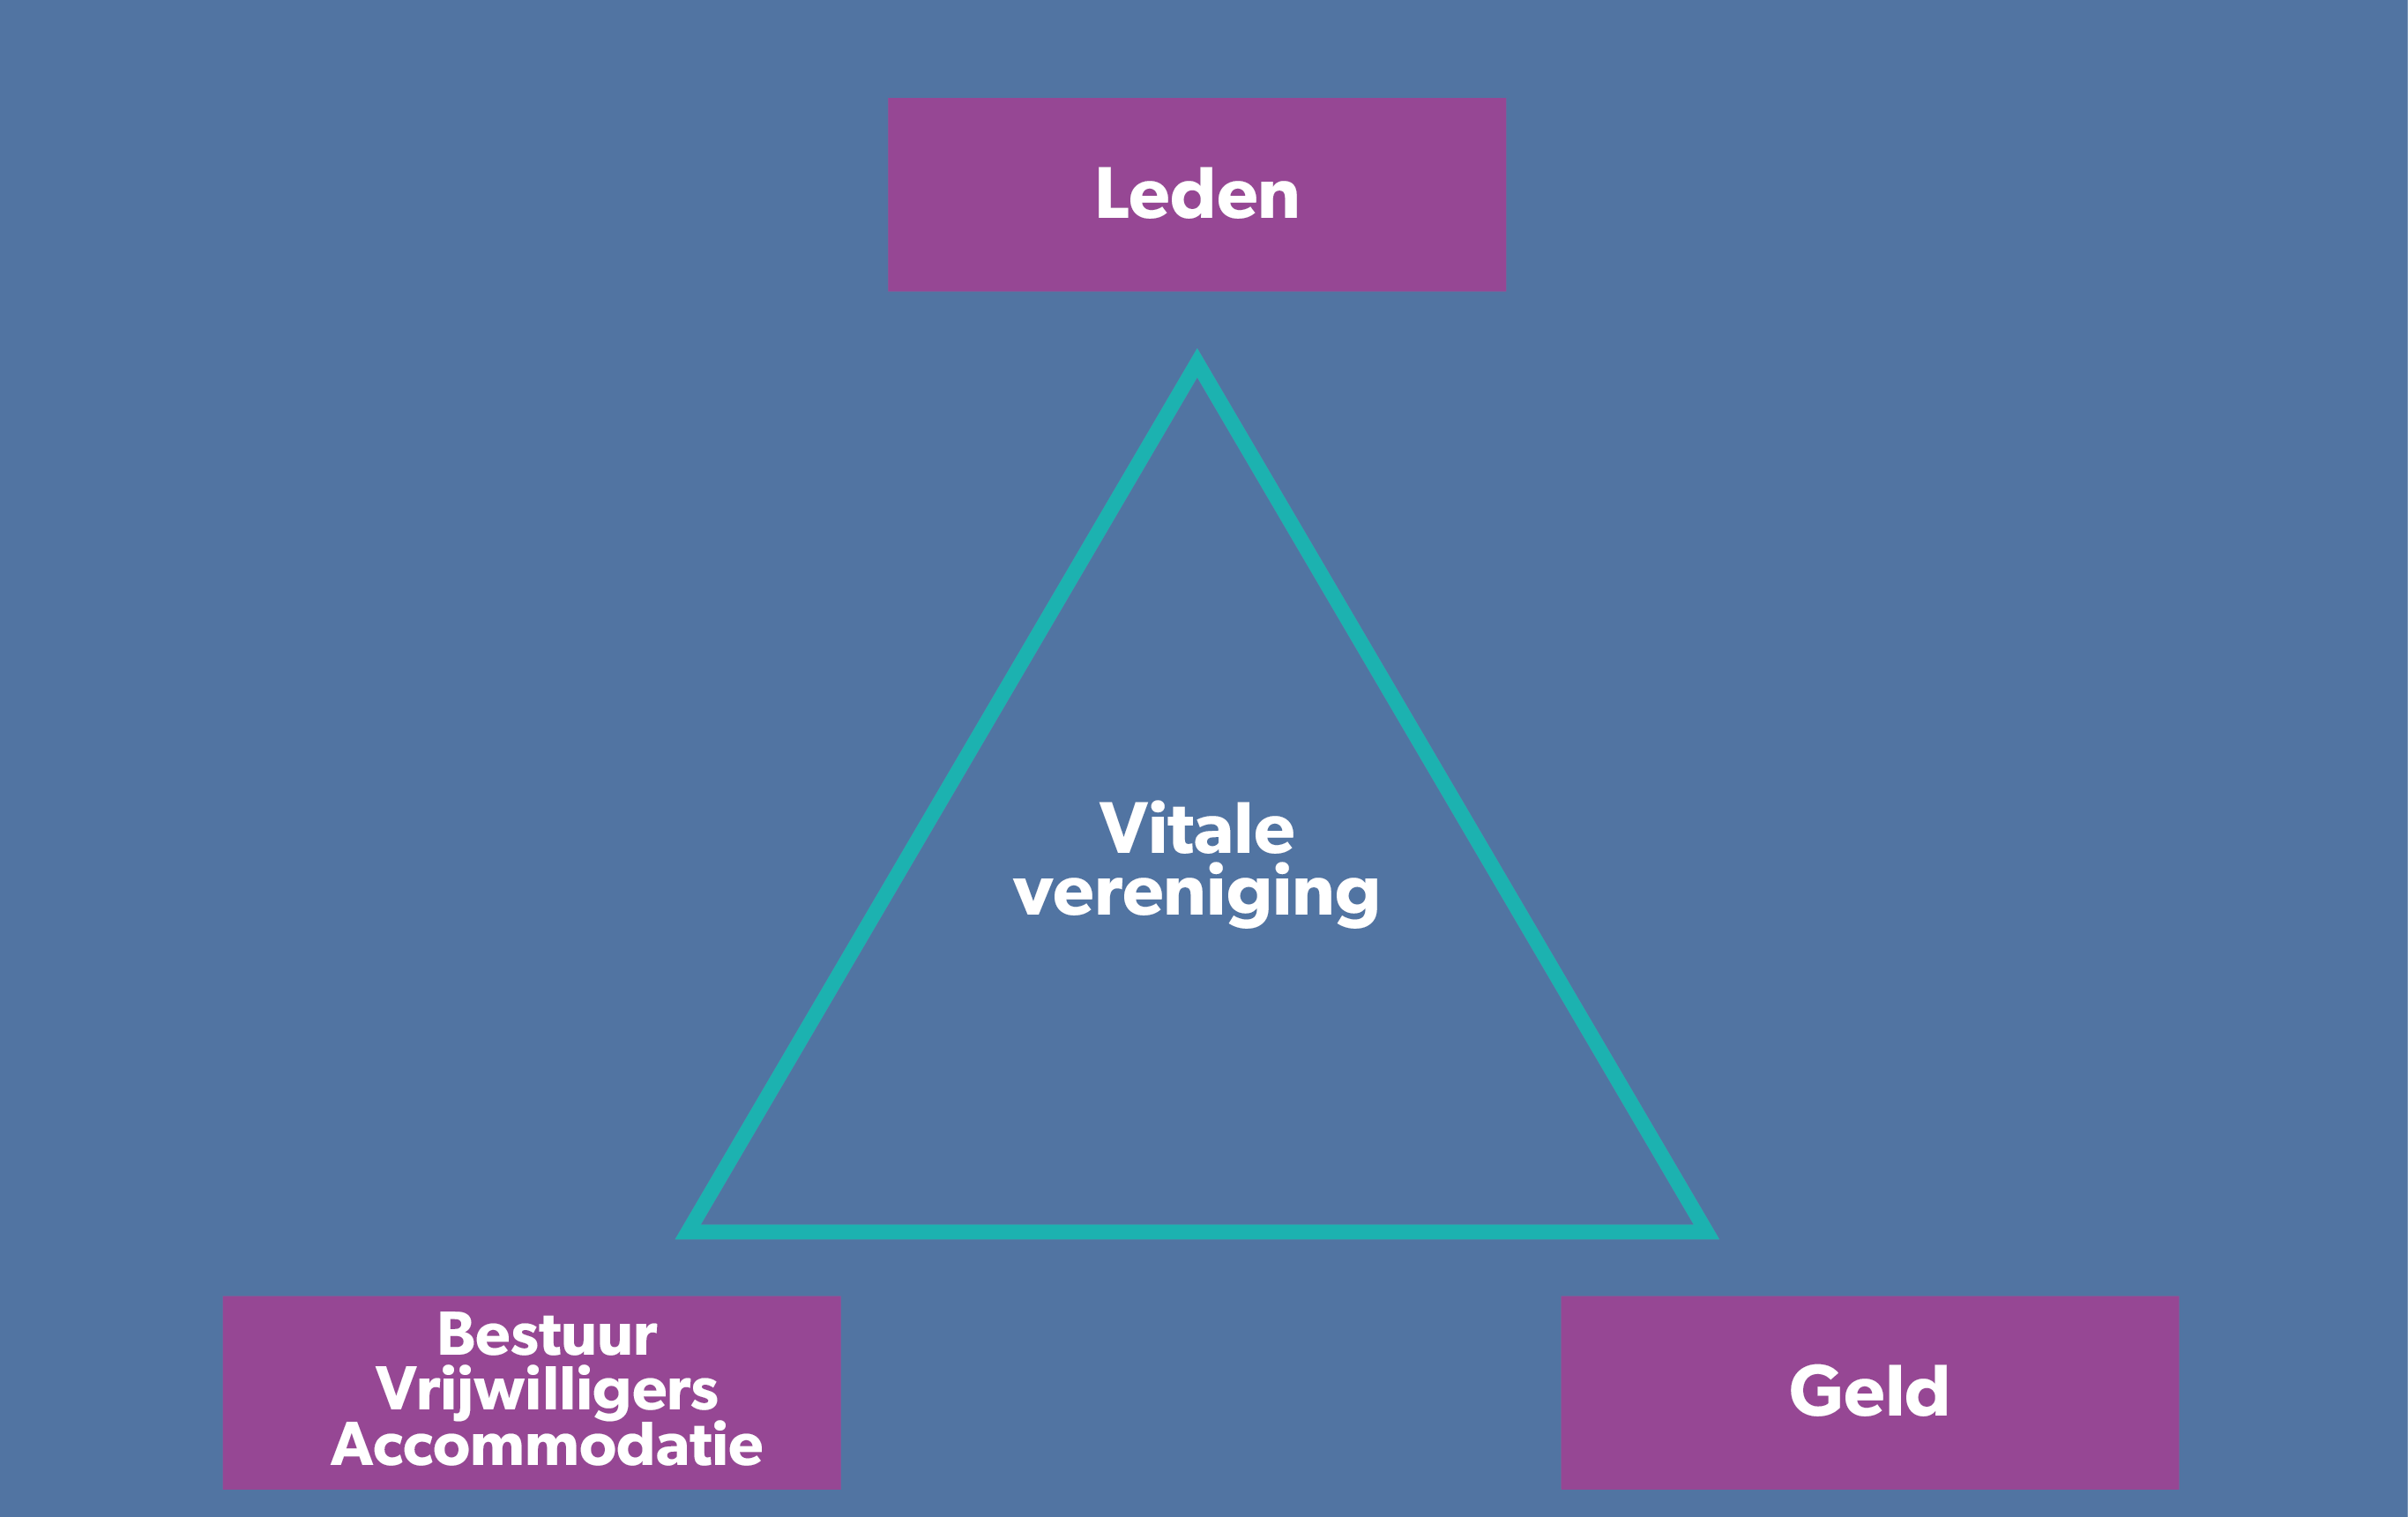 Leden
Vitale
vereniging
Bestuur
Vrijwilligers
Accommodatie
Geld